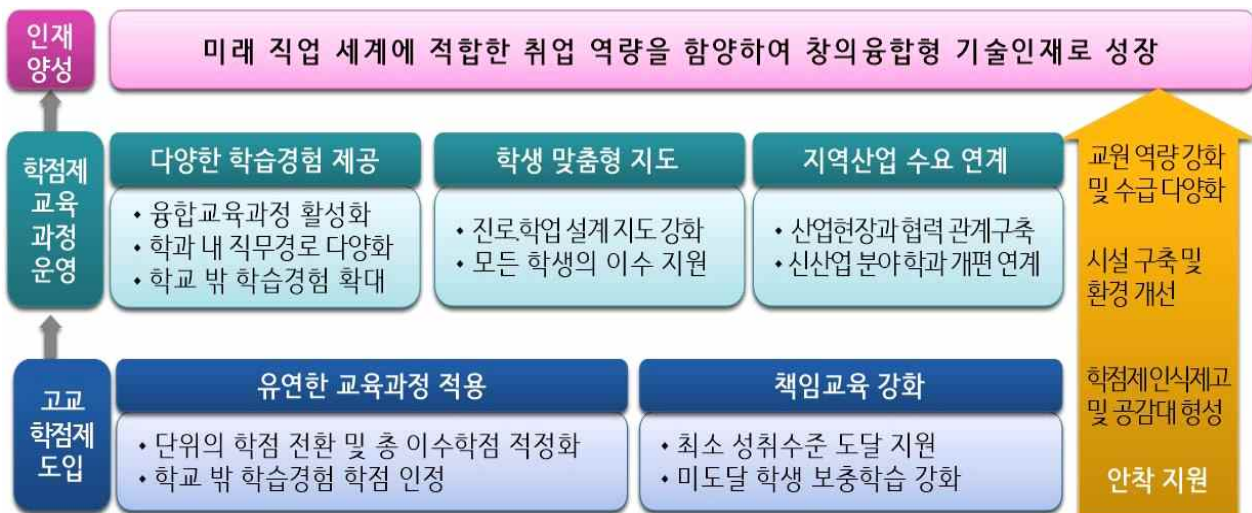 인재
양성
미래 직업 세계에 적합한 취업 역량을 함양하여 창의융합형 기술인재로 성장
학점제
교육
과정
운영
다양한 학습경험 제공
• 융합교육과정 활성화
• 학과 내 직무경로 다양화
• 학교 밖 학습경험 확대
학생 맞춤형 지도
• 진로.학업 설계 지도 강화
• 모든 학생의 이수 지원
지역산업 수요 연계
• 산업현장과 협력 관계구축
• 신산업 분야 학과 개편 연계
고교
학점제
도입
유연한 교육과정 적용
• 단위의 학점 전환 및 총 이수학점 적정화
• 학교 밖 학습경험 학점 인정
책임교육 강화
• 최소 성취수준 도달 지원
• 미도달 학생 보충학습 강화
교원 역량 강화
및 수급 다양화
시설 구축 및
환경 개선
학점제 인식제고
및 공감대 형성
안착 지원